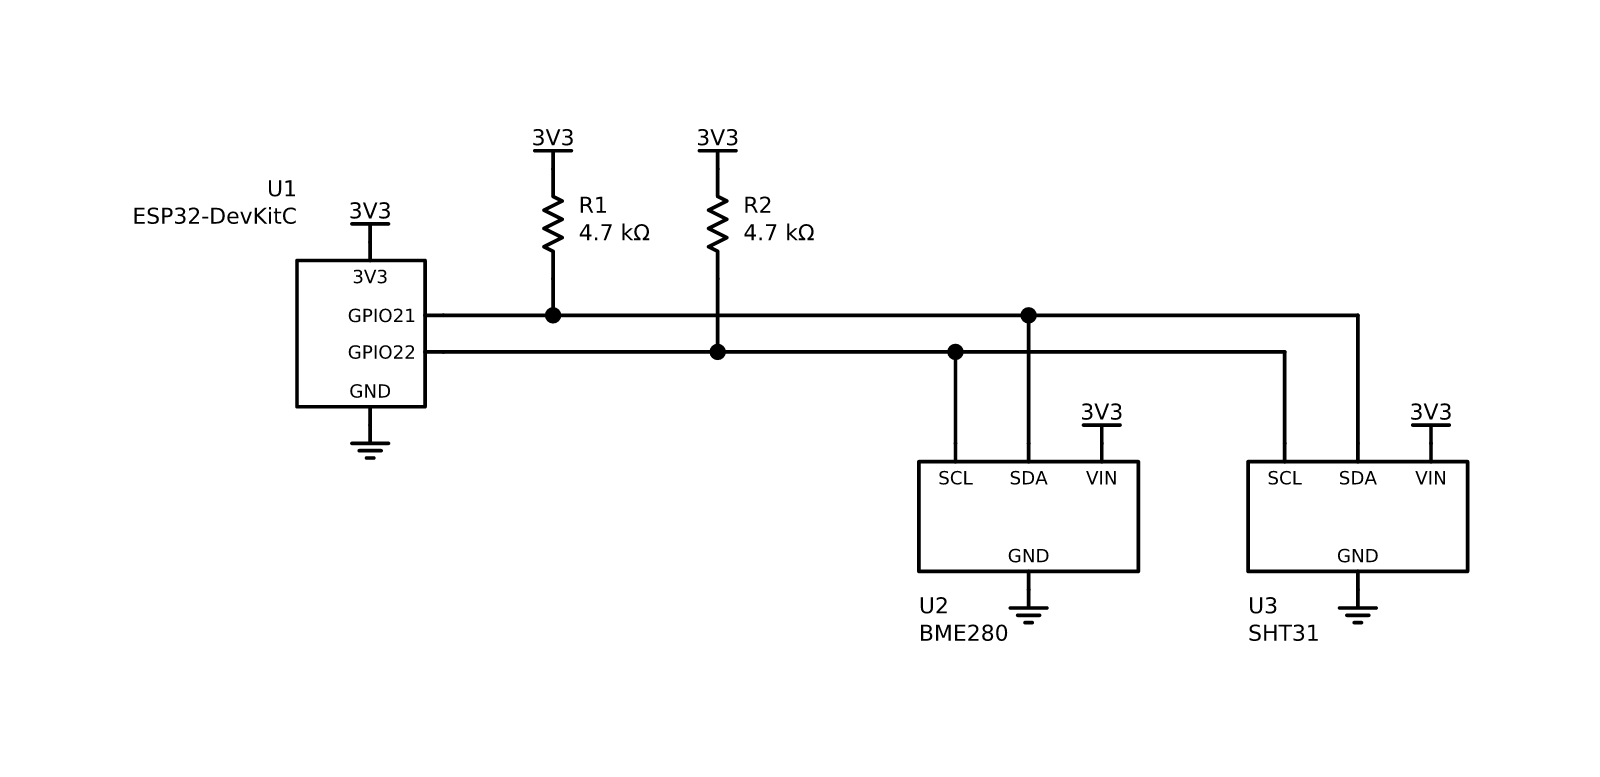 3V3
3V3
U1
ESP32-DevKitC
3V3
R1
4.7 kΩ
R2
4.7 kΩ
3V3
GPIO21
GPIO22
GND
3V3
3V3
SCL
SDA
VIN
GND
SCL
SDA
VIN
GND
U2
BME280
U3
SHT31